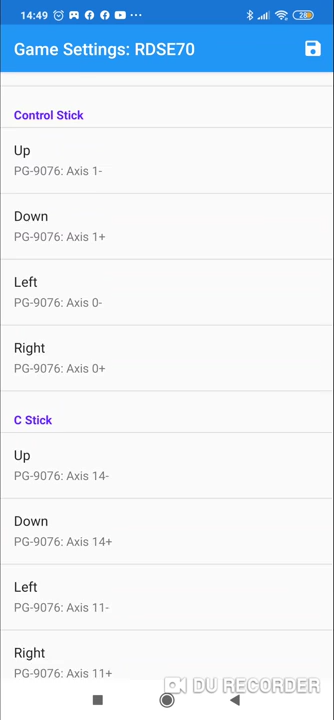 14:49
28
Game Settings: RDSE70
Control Stick
Up
PG-9076: Axis 1-
Down
PG-9076: Axis 1+
Left
PG-9076: Axis 0-
Right
PG-9076: Axis 0+
C Stick
Up
PG-9076: Axis 14-
Down
PG-9076: Axis 14+
Left
PG-9076: Axis 11-
Right
PG-9076: Axis 11+
DU RECORDER